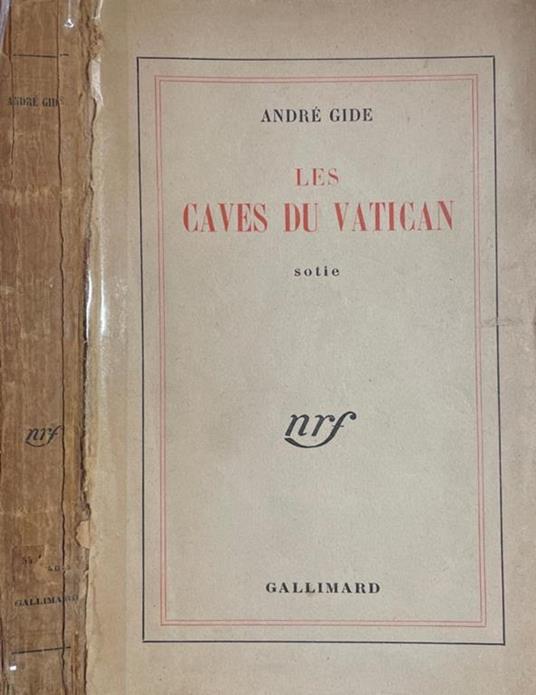 ANDRÉ GIDE
nrf
GALLIMARD
ANDRÉ GIDE
LES
CAVES DU VATICAN
sotie
nrf
GALLIMARD